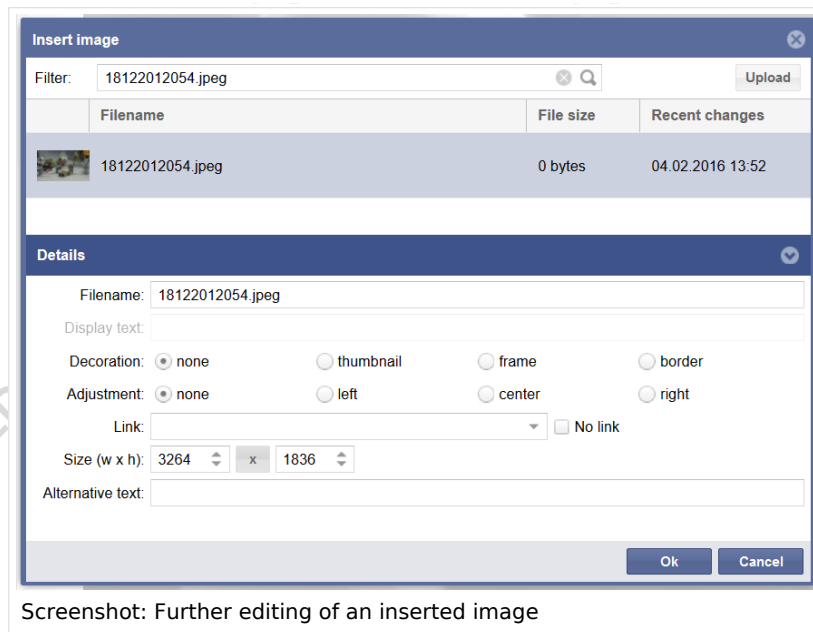 Insert image
Filter: 18122012054.jpeg Upload
Filename File size Recent changes
18122012054.jpeg 0 bytes 04.02.2016 13:52
Details
Filename: 18122012054.jpeg
Display text:
Decoration: none thumbnail frame border
Adjustment: none left center right
Link: No link
Size (w x h): 3264 x 1836
Alternative text:
Ok Cancel
Screenshot: Further editing of an inserted image